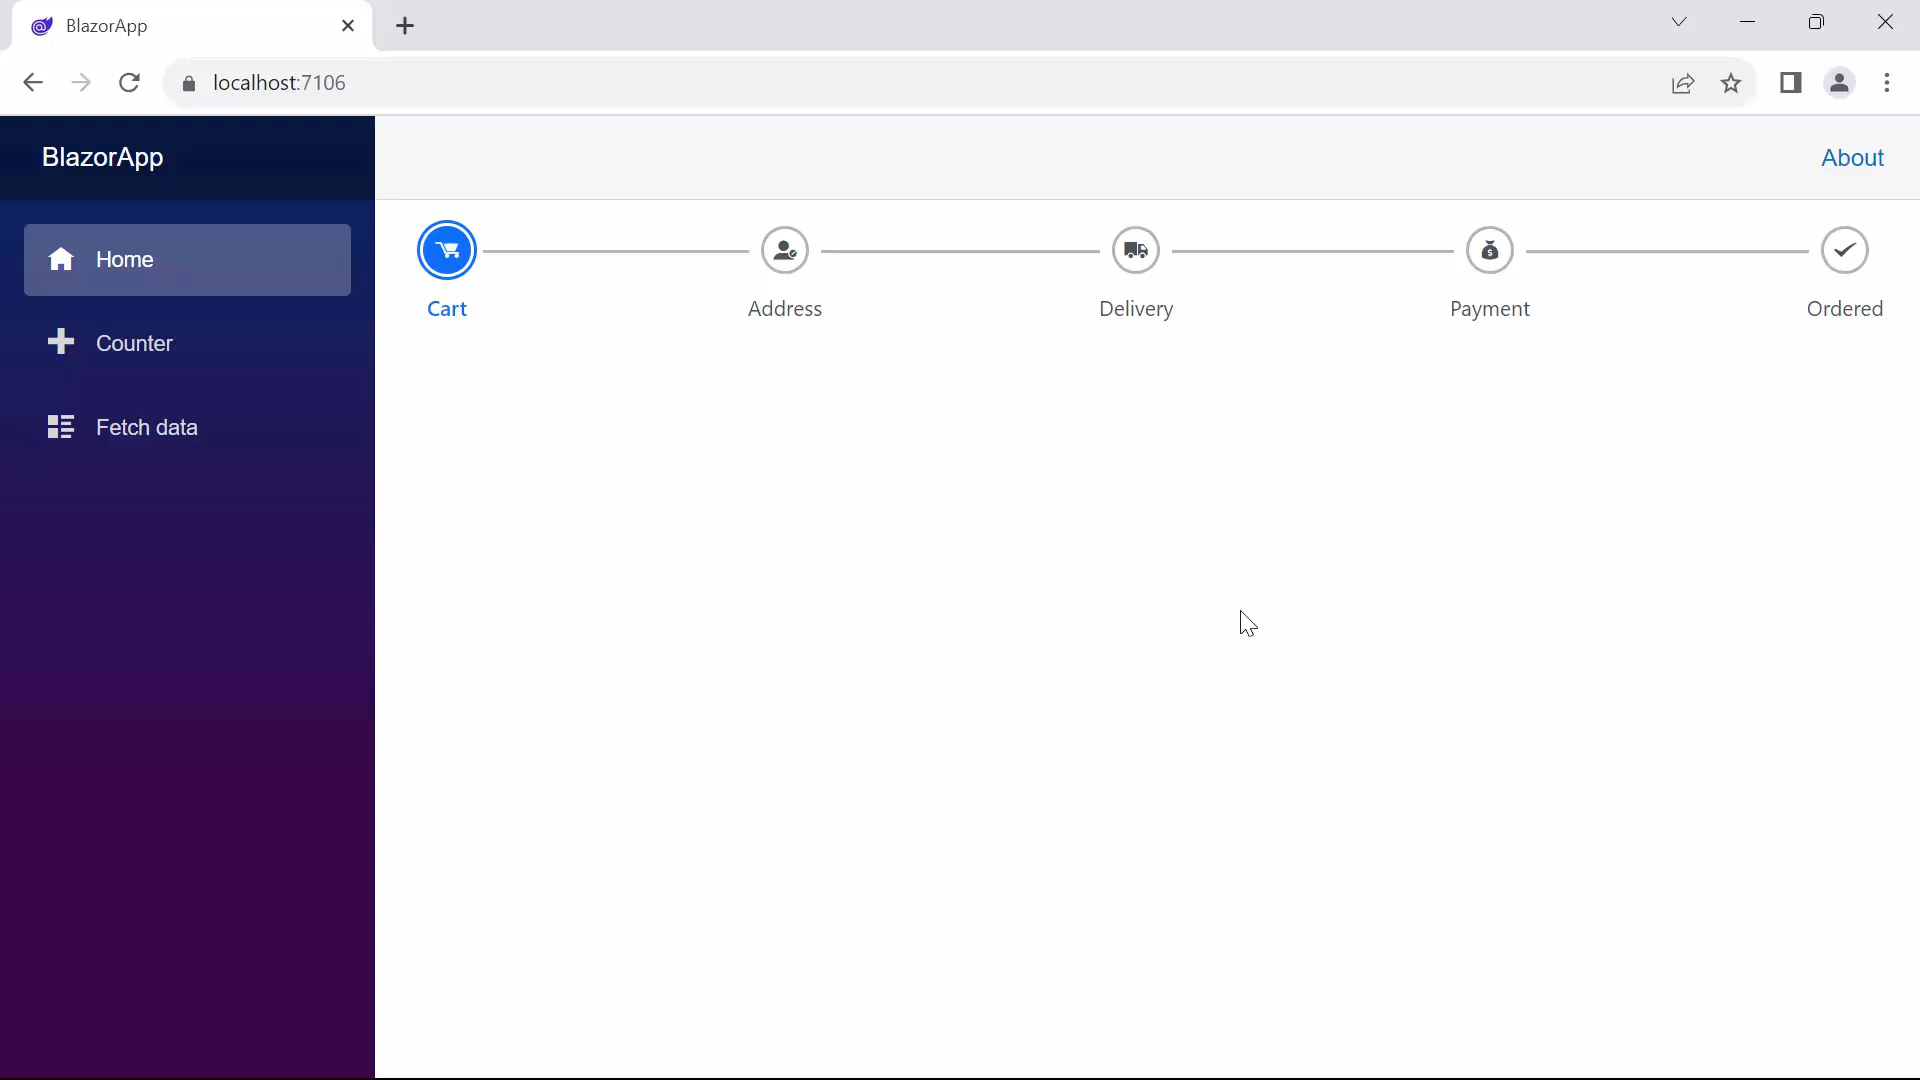 BlazorApp
localhost:7106
BlazorApp
About
Home
Counter
Fetch data
Cart
Address
Delivery
Payment
Ordered